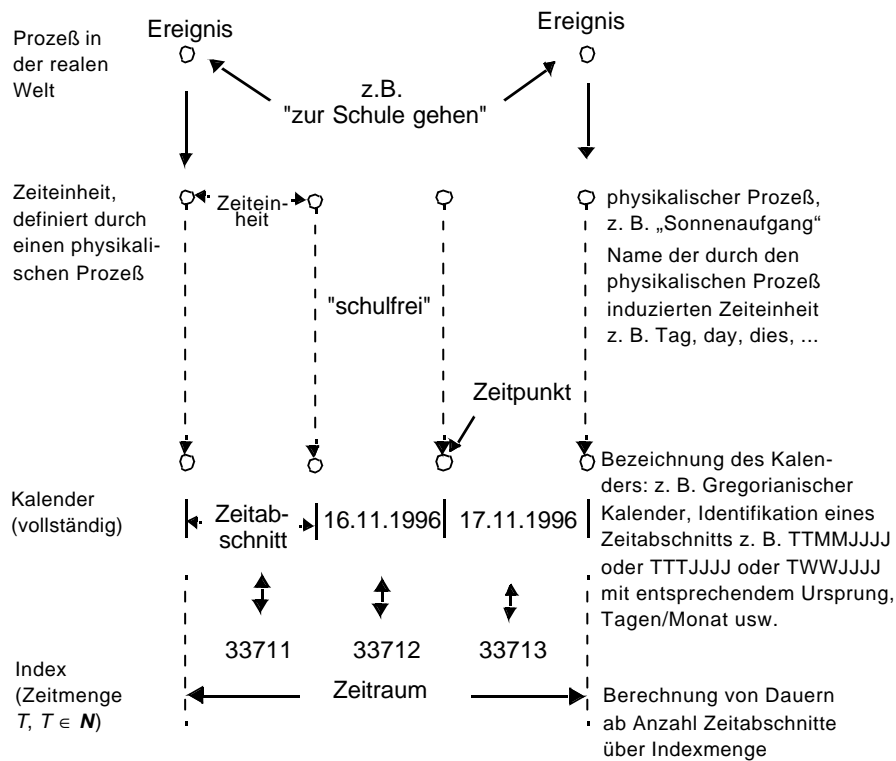 Prozeß in
der realen
Welt
Ereignis
Ereignis
z.B.
"zur Schule gehen"
Zeiteinheit,
definiert durch
einen physikali-
schen Prozeß
Zeitein-
heit
physikalischer Prozeß,
z. B. „Sonnenaufgang“
Name der durch den
physikalischen Prozeß
induzierten Zeiteinheit
z. B. Tag, day, dies, ...
"schulfrei"
Zeitpunkt
Kalender
(vollständig)
Zeitab-
schnitt
16.11.1996
17.11.1996
Bezeichnung des Kalen-
ders: z. B. Gregorianischer
Kalender, Identifikation eines
Zeitabschnitts z. B. TTMMJJJJ
oder TTTJJJJ oder TWWJJJJ
mit entsprechendem Ursprung,
Tagen/Monat usw.
33711
33712
33713
Index
(Zeitmenge
T, T ∈ N)
Zeitraum
Berechnung von Dauern
ab Anzahl Zeitabschnitte
über Indexmenge